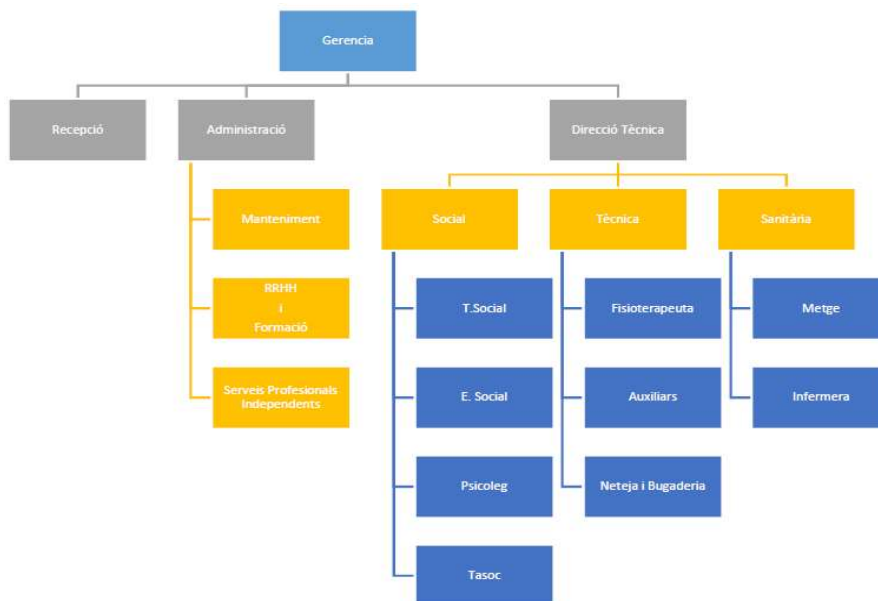 Gerencia
Recepció
Administració
Direcció Tècnica
Manteniment
Social
Tècnica
Sanitària
RRHH
i
Formació
T.Social
Fisioterapeuta
Metge
Serveis Profesionals
Independents
E. Social
Auxiliars
Infermera
Psicoleg
Neteja i Bugaderia
Tasoc